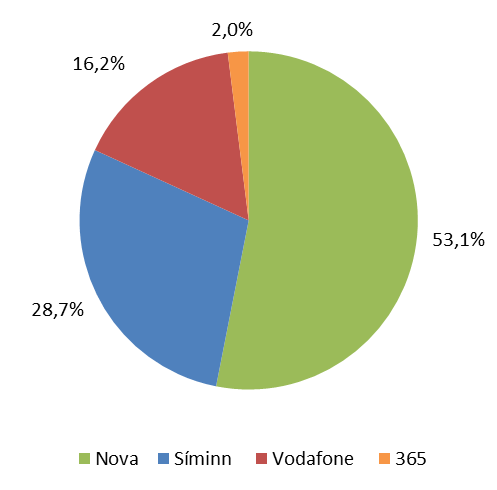 2,0%
16,2%
53,1%
28,7%
Nova Síminn Vodafone 365